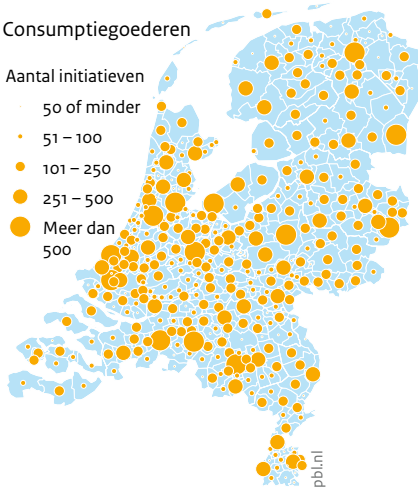 Consumptiegoederen
Aantal initiatieven
50 of minder
51 – 100
101 – 250
251 – 500
Meer dan
500
pbl.nl